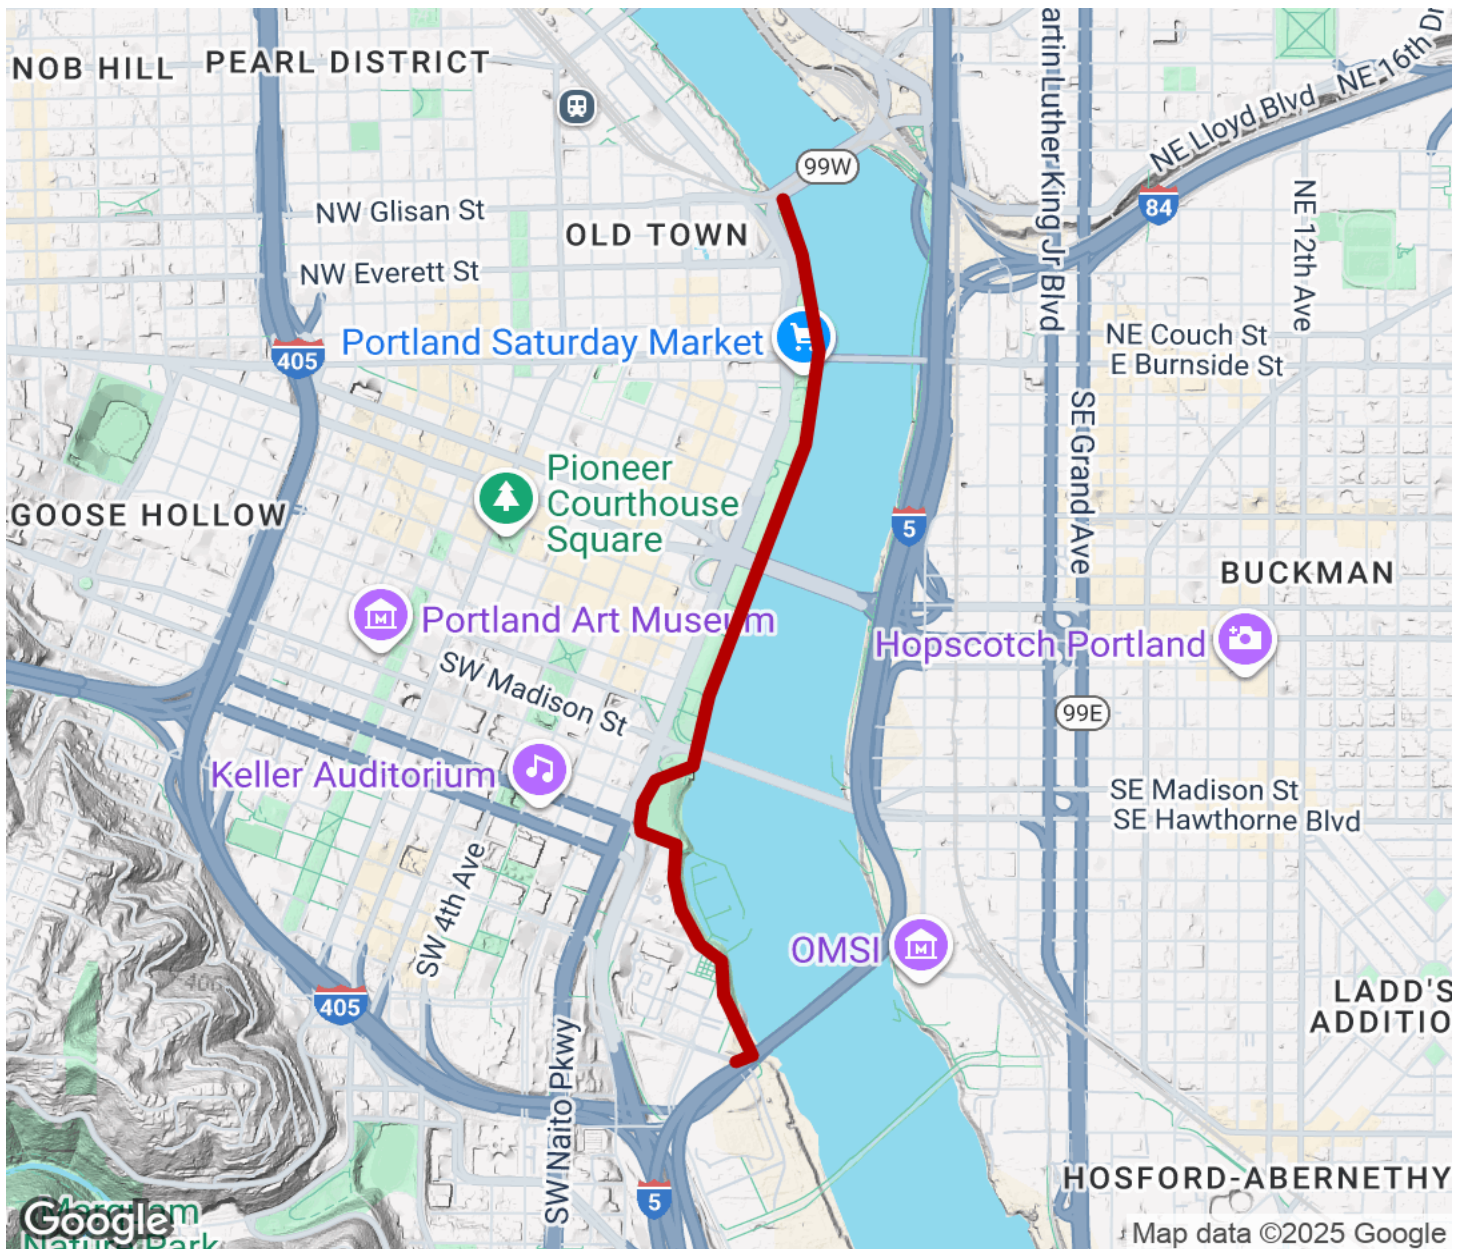 NOB HILL
PEARL DISTRICT
NE 16th Dr
NE Lloyd Blvd
99W
84
NW Glisan St
OLD TOWN
NW Everett St
NE 12th Ave
Portland Saturday Market
405
artin Luther King Jr Blvd
NE Couch St
E Burnside St
SE Grand Ave
Pioneer
Courthouse
Square
GOOSE HOLLOW
5
BUCKMAN
Portland Art Museum
Hopscotch Portland
SW Madison St
99E
Keller Auditorium
SE Madison St
SE Hawthorne Blvd
SW 4th Ave
OMSI
405
405
LADD'S
ADDITIO
SW Naito Pkwy
HOSFORD-ABERNETHY
5
Google
Nature Park
Map data ©2025 Google